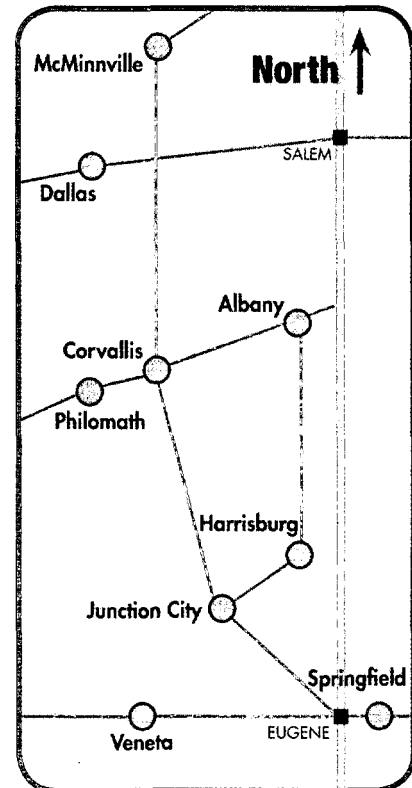 McMinnville
North
SALEM
Dallas
Albany
Corvallis
Philomath
Harrisburg
Junction City
Springfield
Veneta
EUGENE